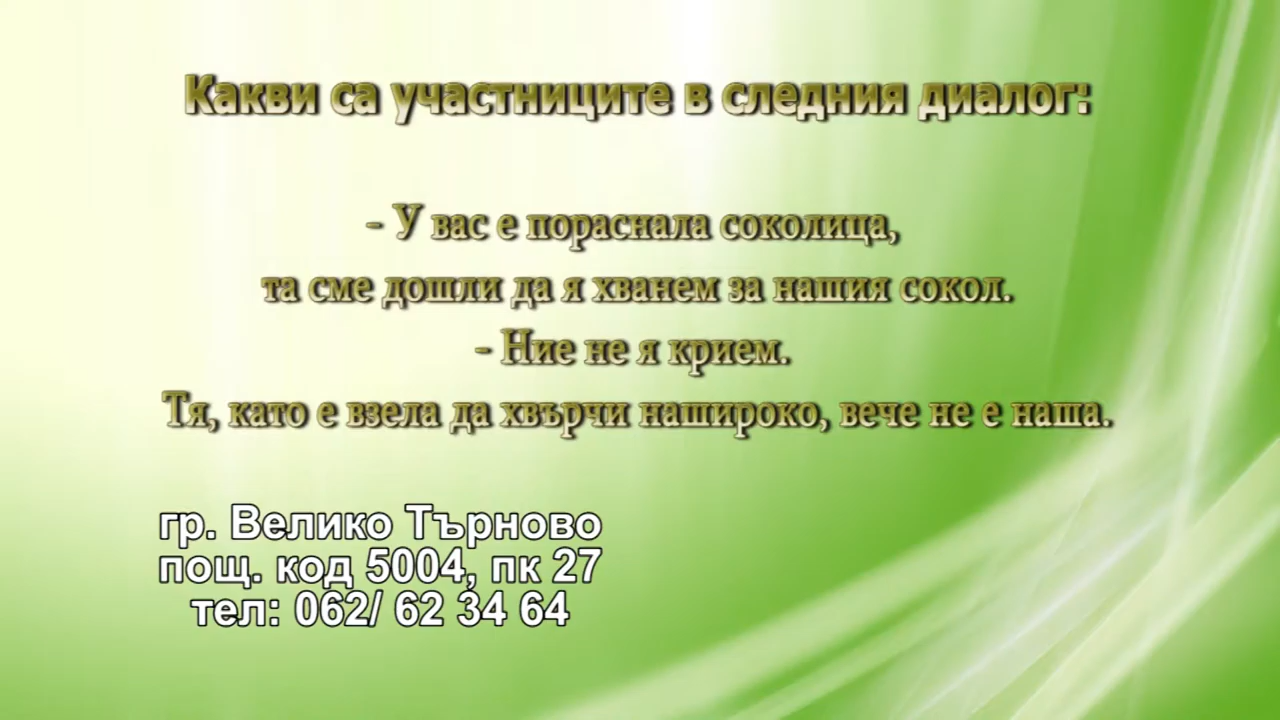 Какви са участниците в следния диалог:
- У вас е пораснала соколица,
та сме дошли да я хванем за нашия сокол.
- Ние не я крием.
Тя, като е взела да хвърчи нашироко, вече не е наша.
гр. Велико Търново
пощ. код 5004, пк 27
тел: 062/ 62 34 64